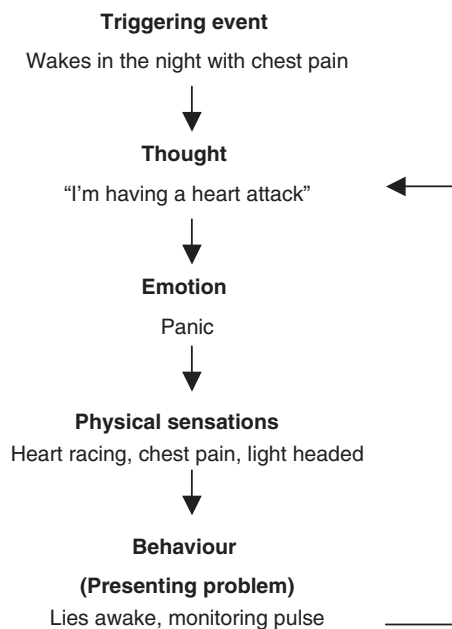 Triggering event
Wakes in the night with chest pain
Thought
“I’m having a heart attack”
Emotion
Panic
Physical sensations
Heart racing, chest pain, light headed
Behaviour
(Presenting problem)
Lies awake, monitoring pulse